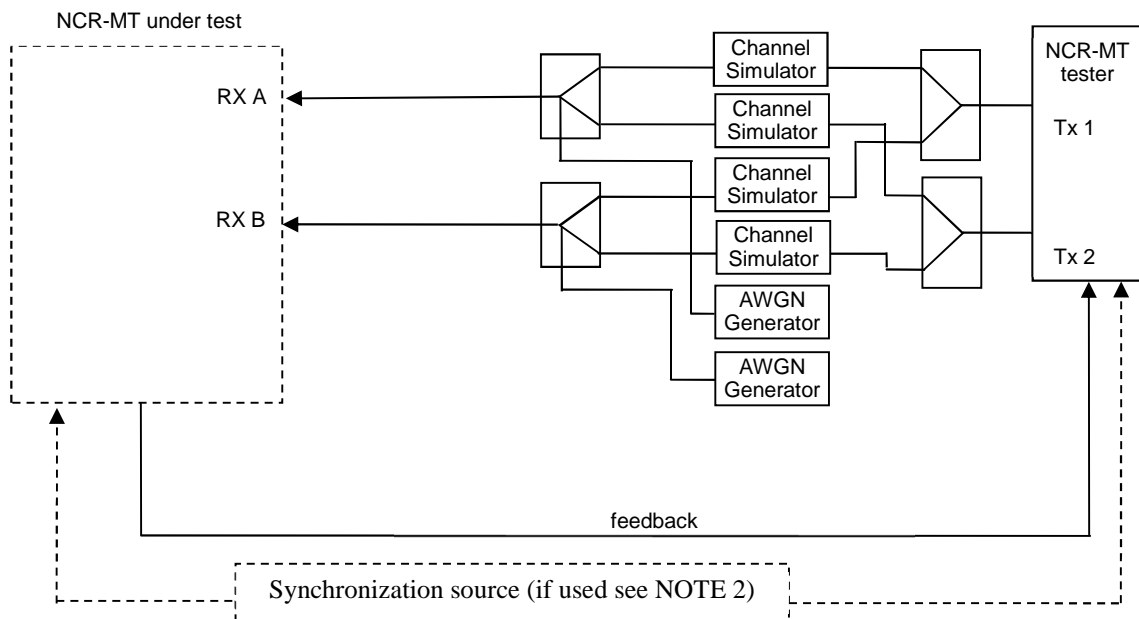 NCR-MT under test
RX A
RX B
Channel
Simulator
Channel
Simulator
Channel
Simulator
Channel
Simulator
AWGN
Generator
AWGN
Generator
NCR-MT
tester
Tx 1
Tx 2
feedback
Synchronization source (if used see NOTE 2)